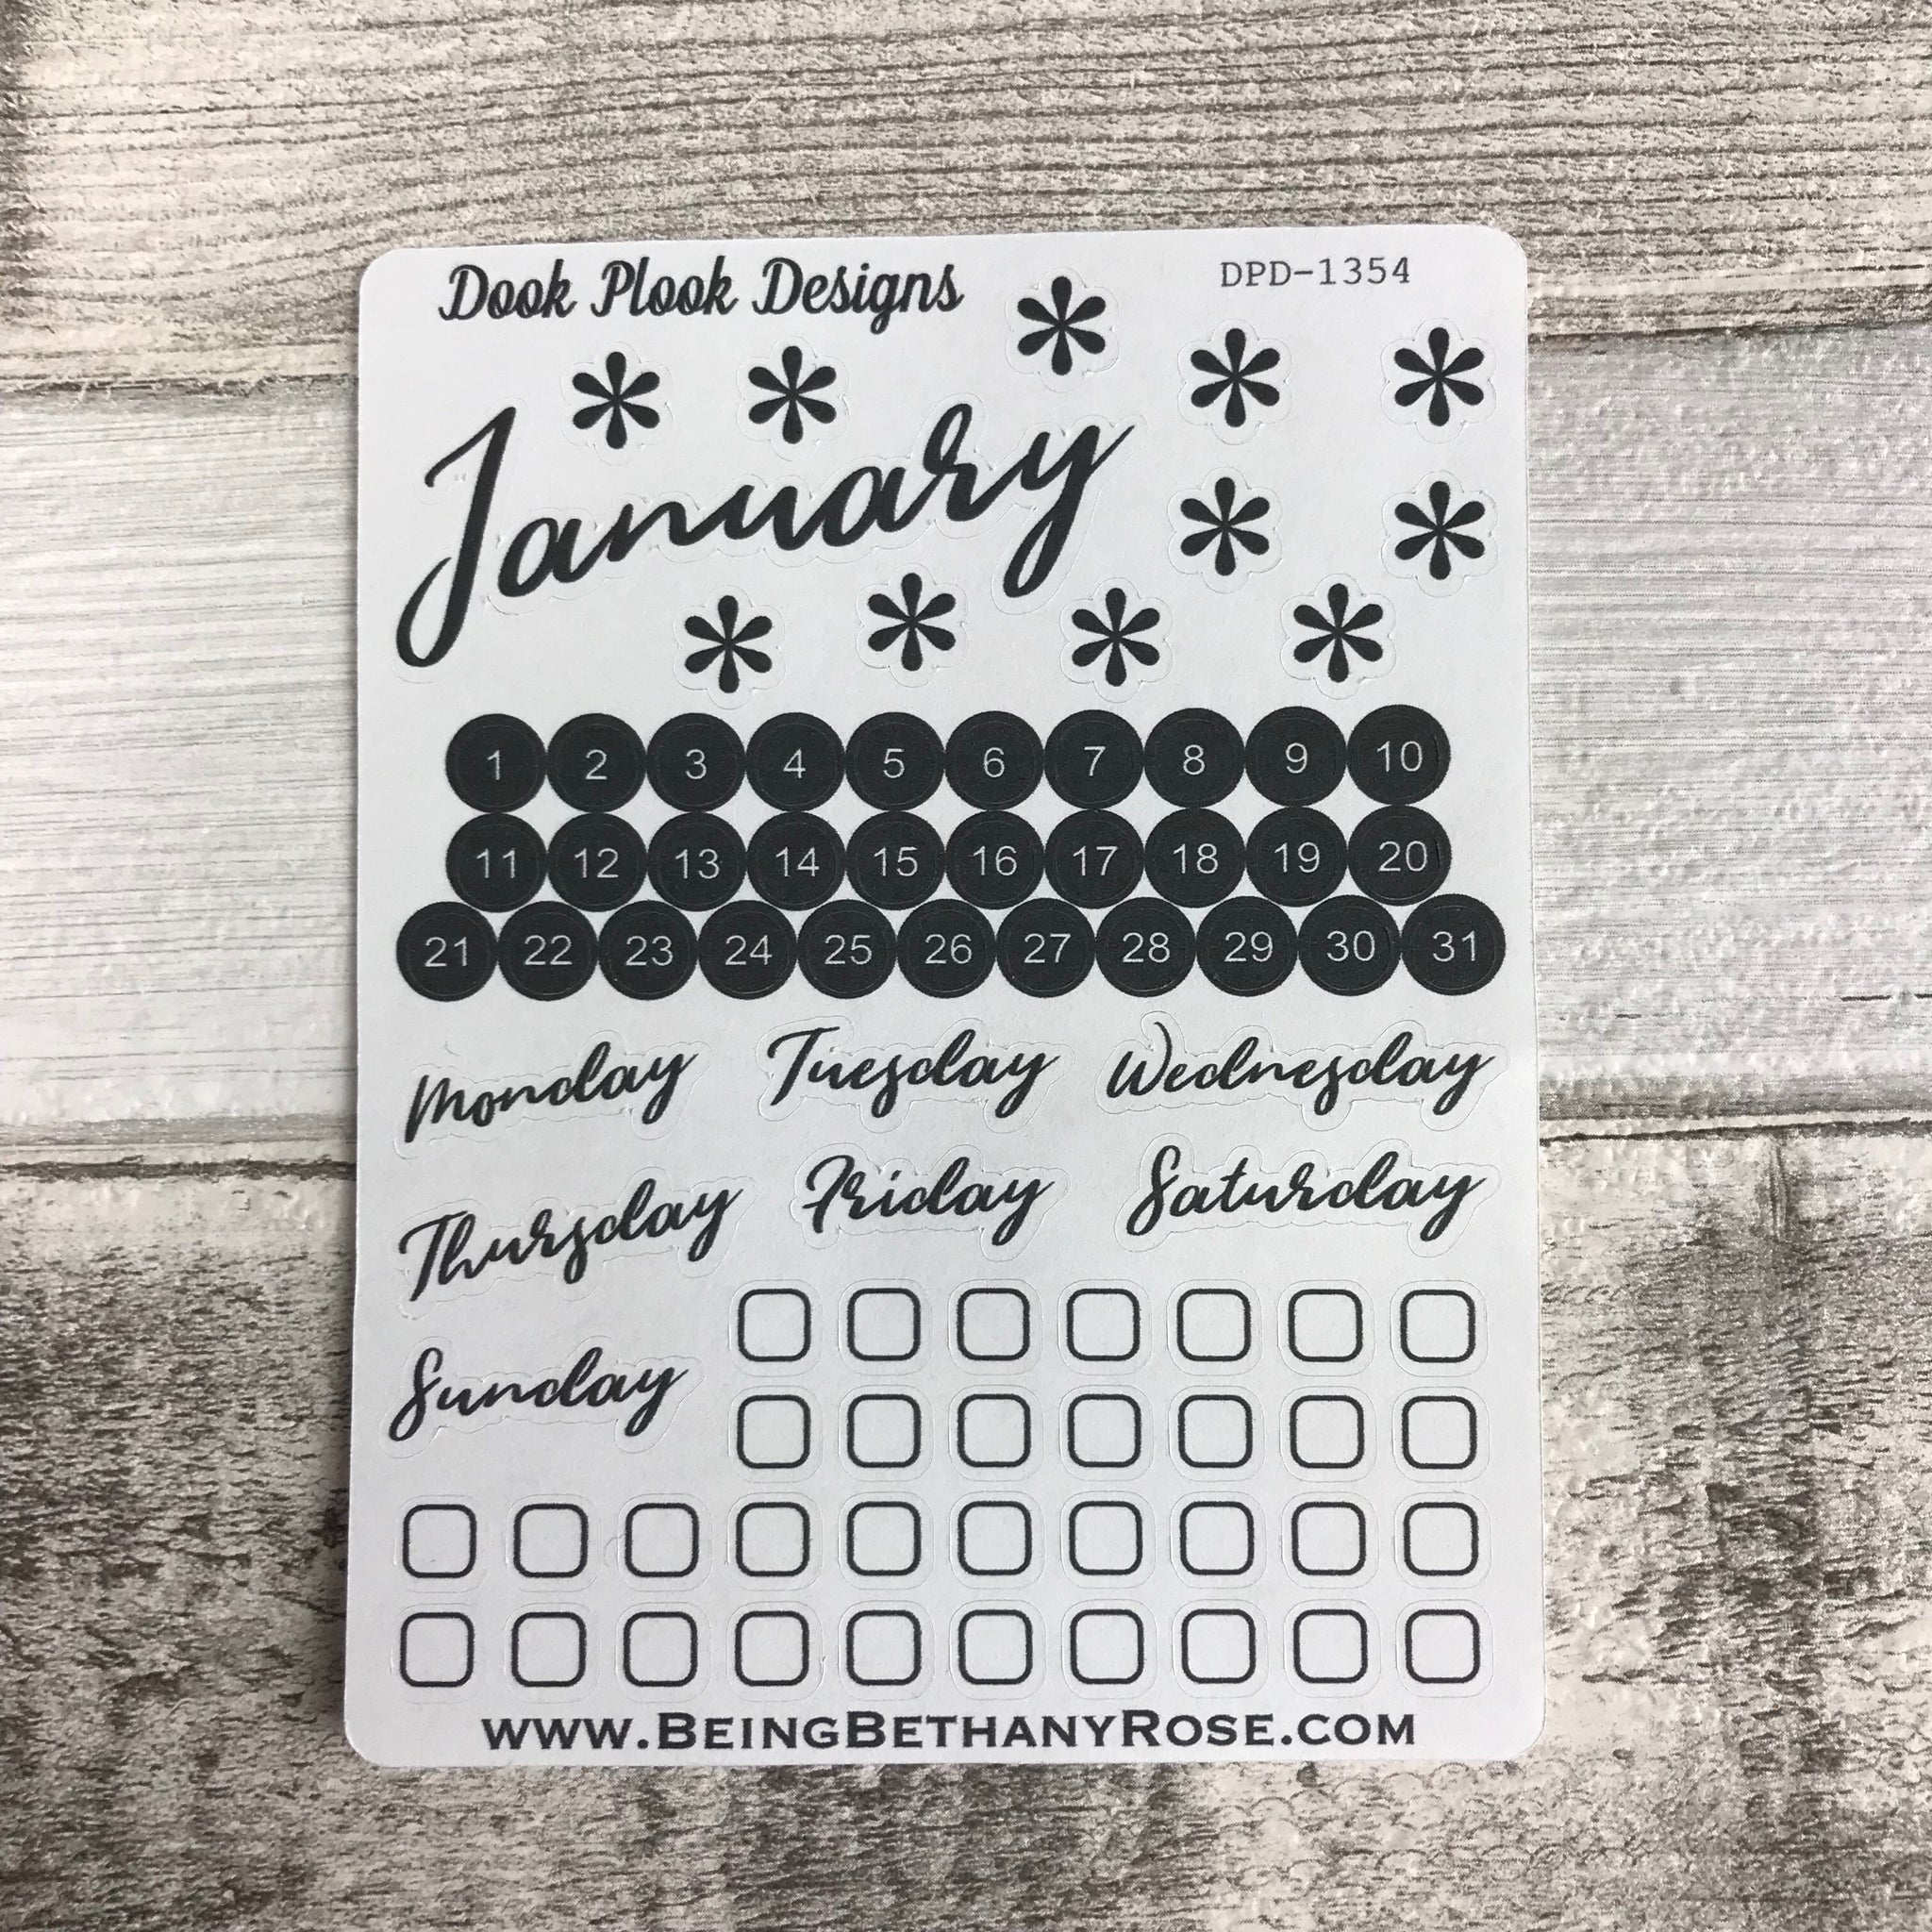 Dook Plook Designs
DPD-1354
January
1 2 3 4 5 6 7 8 9 10
11 12 13 14 15 16 17 18 19 20
21 22 23 24 25 26 27 28 29 30 31
Monday Tuesday Wednesday
Thursday Friday Saturday
Sunday
www.BeingBethanyRose.com